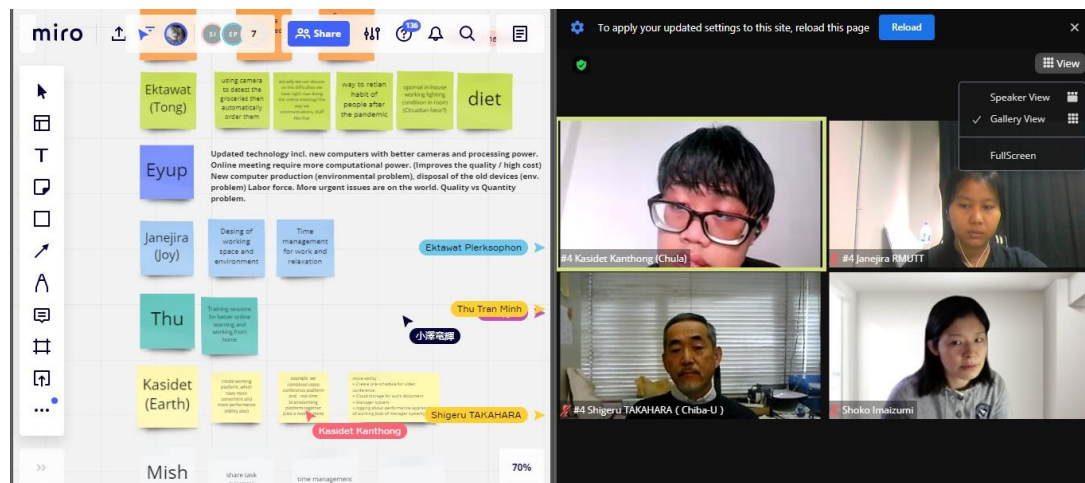 miro
SI
EP
7
Share
136
Ektawat
(Tong)
using camera
to detect the
groceries then
automatically
order them
way to retian
habit of
people after
the pandemic
optimal in-house
working lighting
condition in room
diet
Eyup
Updated technology incl. new computers with better cameras and processing power.
Online meeting require more computational power. (Improves the quality / high cost)
New computer production (environmental problem), disposal of the old devices (env.
problem) Labor force. More urgent issues are on the world. Quality vs Quantity
problem.
Janejira
(Joy)
Desing of
working
space and
environment
Time
management
for work and
relaxation
Ektawat Pierksophon
Thu
Training sessions
for better online
learning and
working from
home
Thu Tran Minh
小澤竜輝
Kasidet
(Earth)
Shigeru TAKAHARA
Kasidet Kanthong
Mish
share task
time management
70%
To apply your updated settings to this site, reload this page
Reload
View
Speaker View
Gallery View
FullScreen
#4 Kasidet Kanthong (Chula)
#4 Janejira RMUTT
#4 Shigeru TAKAHARA ( Chiba-U )
Shoko Imaizumi